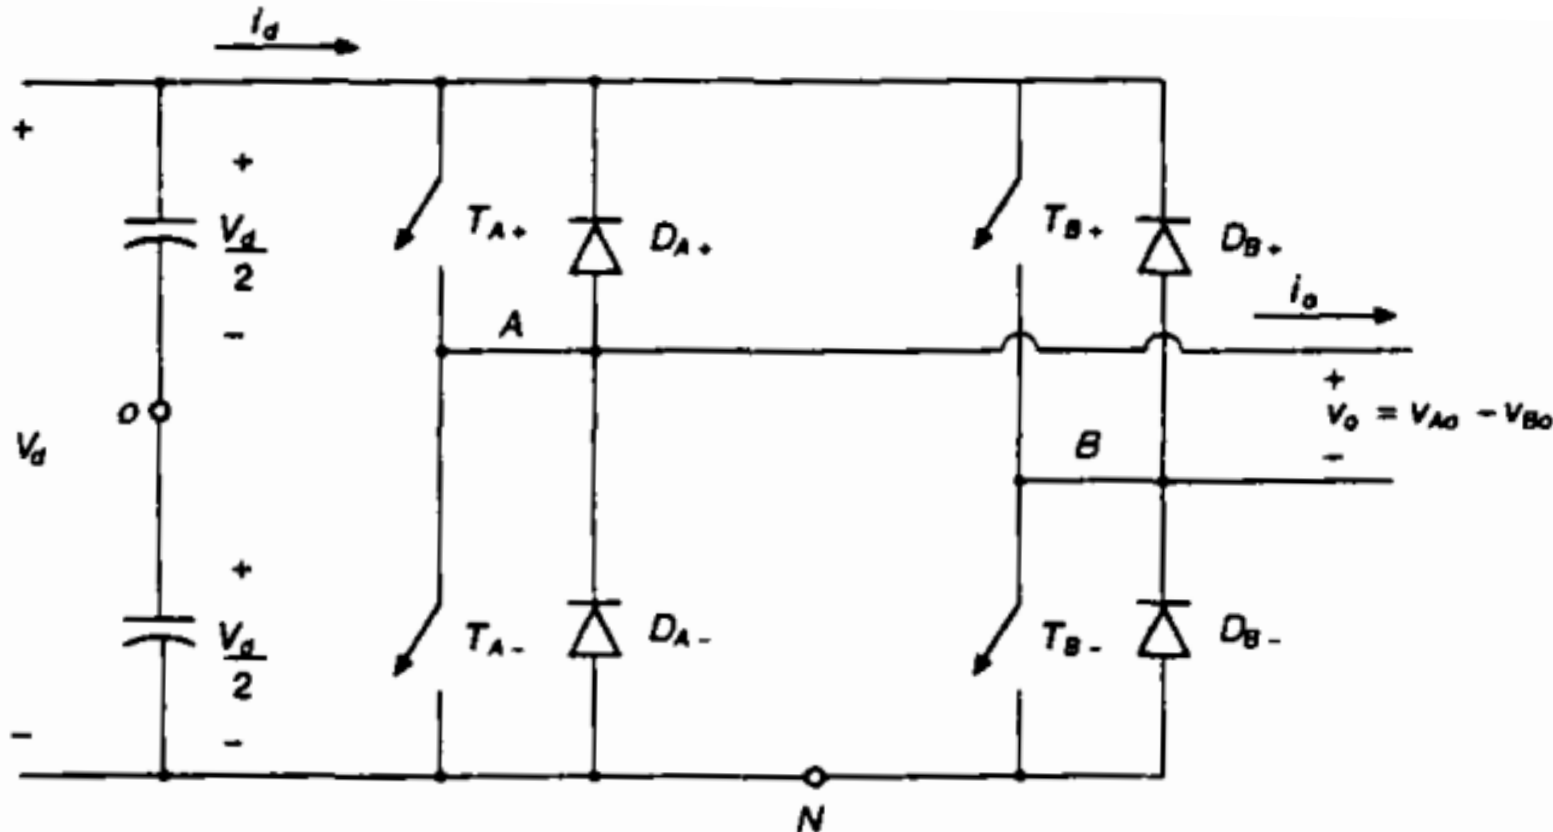 i_d
+
+
V_d
2
-
o
V_d
+
V_d
2
-
-
T_A+
D_A+
A
T_A-
D_A-
T_B+
D_B+
i_o
+
v_o = v_Ao - v_Bo
-
B
T_B-
D_B-
N